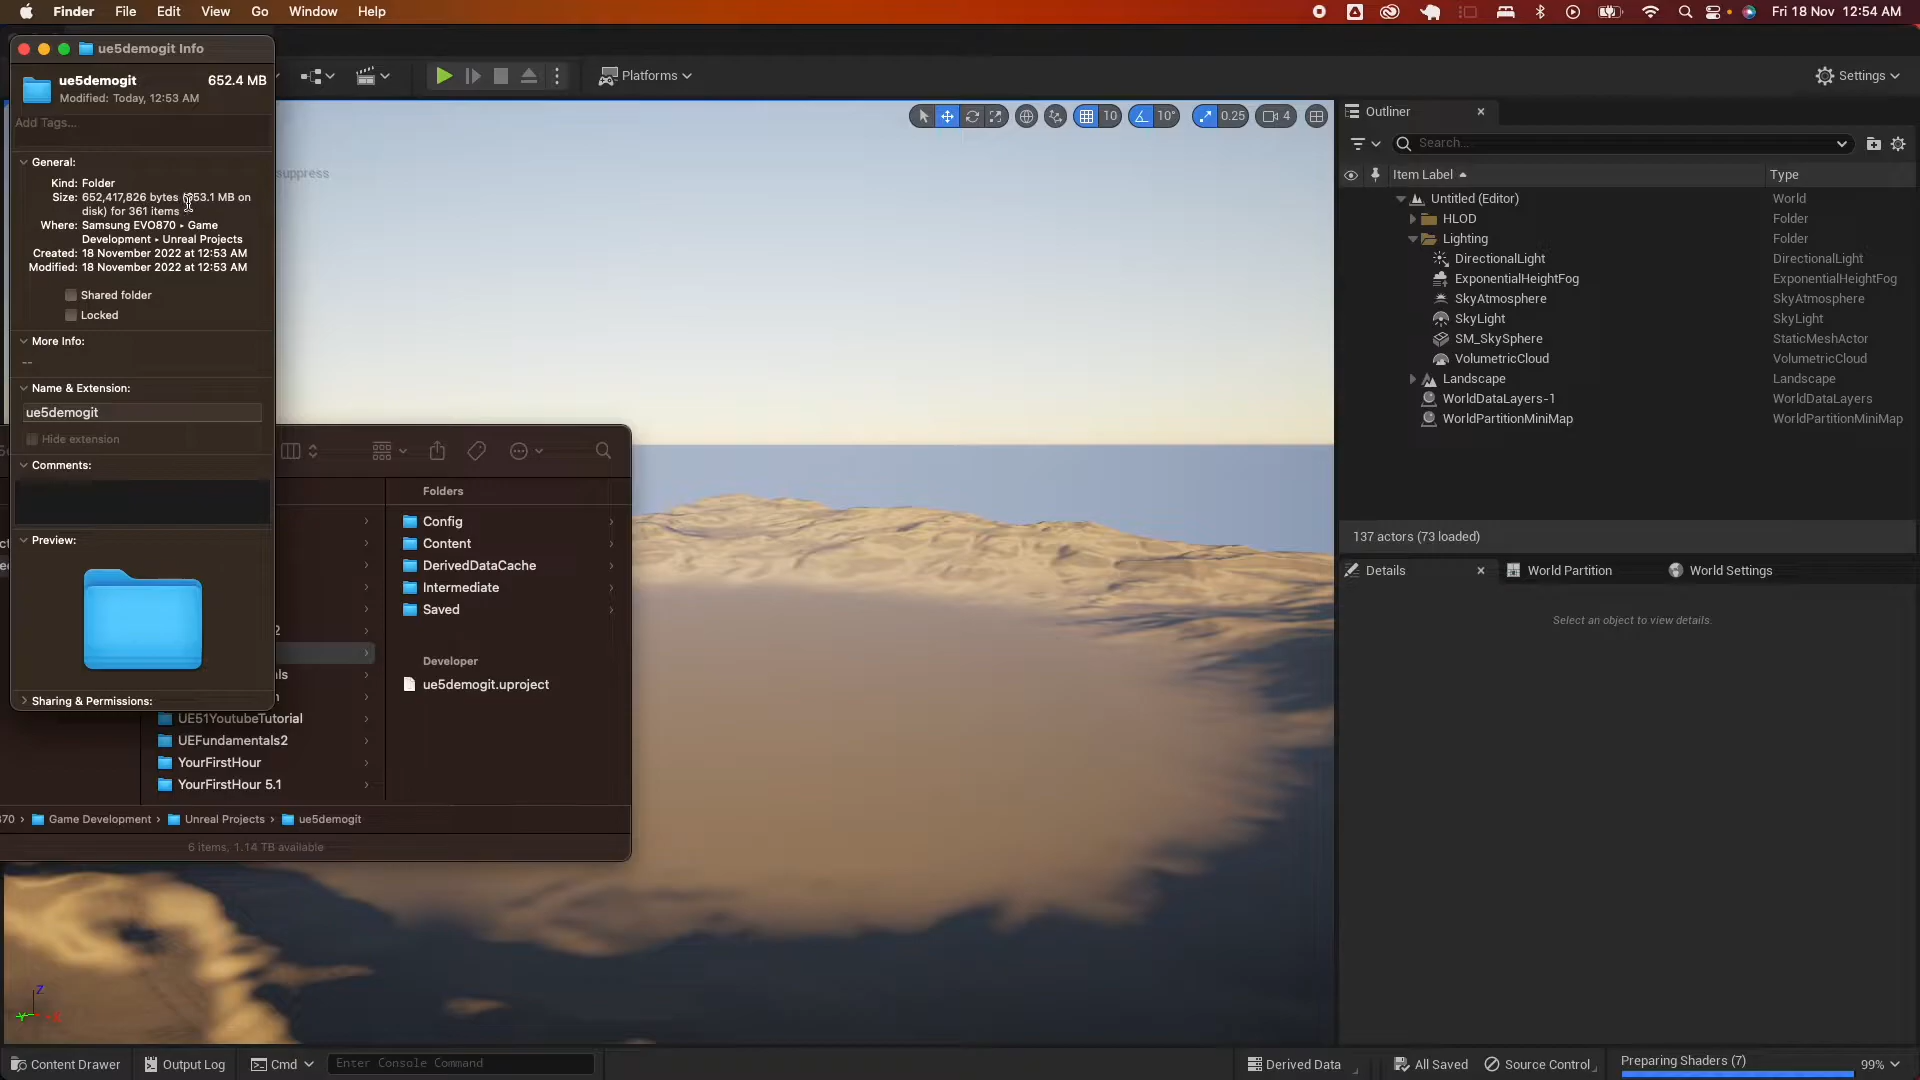 Finder File Edit View Go Window Help
Fri 18 Nov 12:54 AM
ue5demogit Info
ue5demogit 652.4 MB
Modified: Today, 12:53 AM
Add Tags...
General:
Kind: Folder
Size: 652,417,826 bytes (653.1 MB on
disk) for 361 items
Where: Samsung EVO870 ▸ Game
Development ▸ Unreal Projects
Created: 18 November 2022 at 12:53 AM
Modified: 18 November 2022 at 12:53 AM
Shared folder
Locked
More Info:
--
Name & Extension:
ue5demogit
Hide extension
Comments:
Preview:
Sharing & Permissions:
Platforms
Settings
10
10°
0.25
4
suppress
Folders
Config
Content
DerivedDataCache
Intermediate
Saved
Developer
ue5demogit.uproject
2
ls
UE51YoutubeTutorial
UEFundamentals2
YourFirstHour
YourFirstHour 5.1
70 › Game Development › Unreal Projects › ue5demogit
6 items, 1.14 TB available
Outliner
Search...
Item Label Type
Untitled (Editor) World
HLOD Folder
Lighting Folder
DirectionalLight DirectionalLight
ExponentialHeightFog ExponentialHeightFog
SkyAtmosphere SkyAtmosphere
SkyLight SkyLight
SM_SkySphere StaticMeshActor
VolumetricCloud VolumetricCloud
Landscape Landscape
WorldDataLayers-1 WorldDataLayers
WorldPartitionMiniMap WorldPartitionMiniMap
137 actors (73 loaded)
Details World Partition World Settings
Select an object to view details.
Z
Y
X
Content Drawer Output Log Cmd Enter Console Command
Derived Data All Saved Source Control
Preparing Shaders (7) 99%